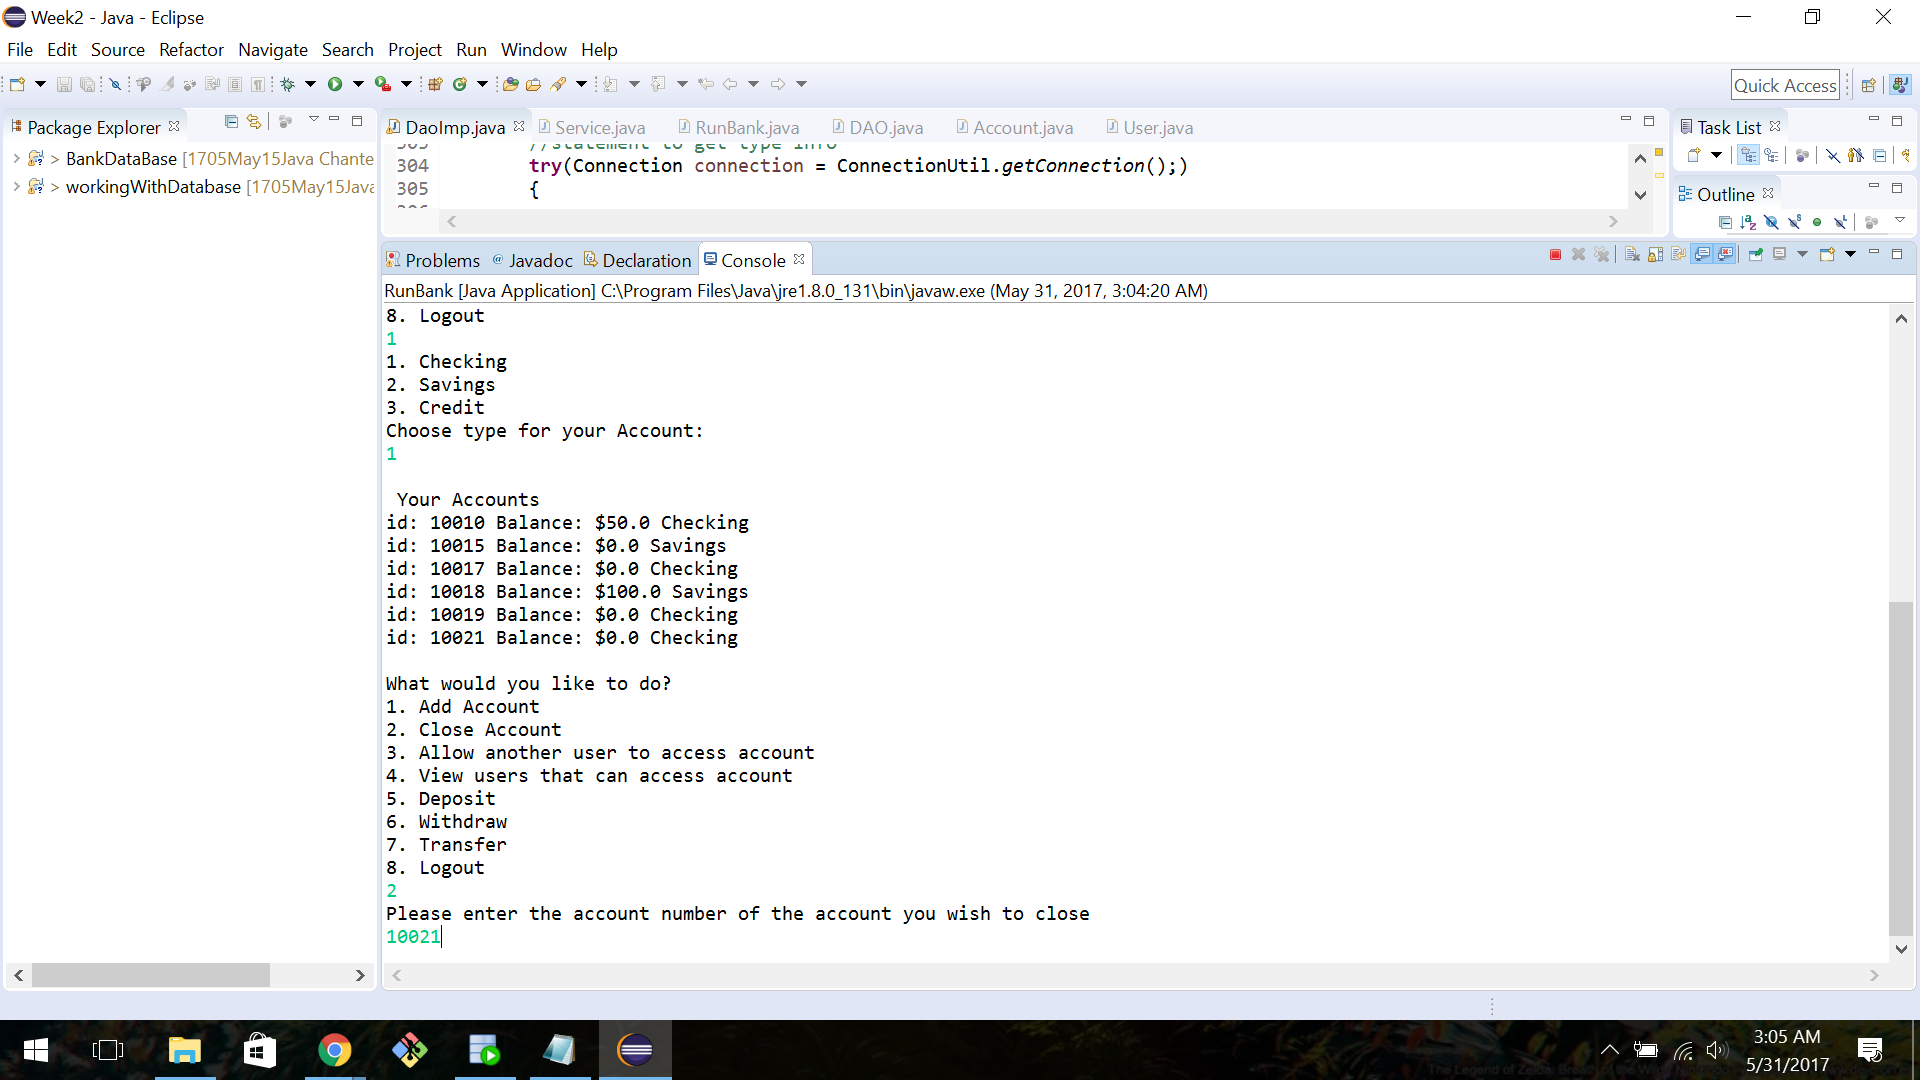 Week2 - Java - Eclipse
File Edit Source Refactor Navigate Search Project Run Window Help
Quick Access
Package Explorer
> BankDataBase [1705May15Java Chante
> workingWithDatabase [1705May15Java
DaoImp.java Service.java RunBank.java DAO.java Account.java User.java
//statement to get type info
304 try(Connection connection = ConnectionUtil.getConnection();)
305 {
Task List
Outline
Problems Javadoc Declaration Console
RunBank [Java Application] C:\Program Files\Java\jre1.8.0_131\bin\javaw.exe (May 31, 2017, 3:04:20 AM)
8. Logout
1
1. Checking
2. Savings
3. Credit
Choose type for your Account:
1
Your Accounts
id: 10010 Balance: $50.0 Checking
id: 10015 Balance: $0.0 Savings
id: 10017 Balance: $0.0 Checking
id: 10018 Balance: $100.0 Savings
id: 10019 Balance: $0.0 Checking
id: 10021 Balance: $0.0 Checking
What would you like to do?
1. Add Account
2. Close Account
3. Allow another user to access account
4. View users that can access account
5. Deposit
6. Withdraw
7. Transfer
8. Logout
2
Please enter the account number of the account you wish to close
10021
3:05 AM
5/31/2017